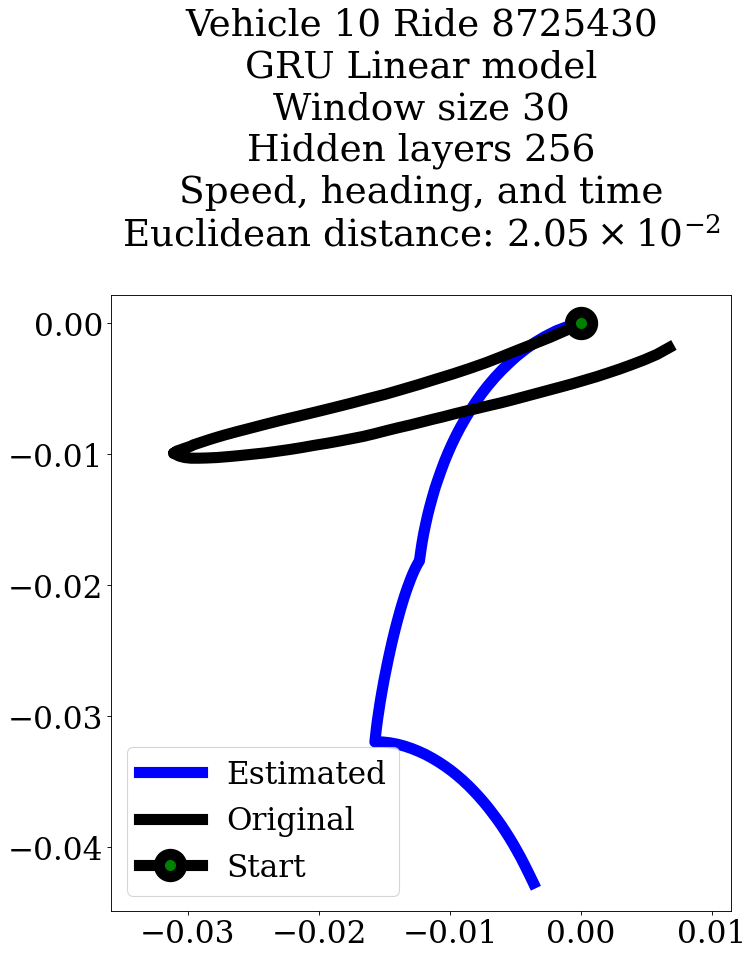 Vehicle 10 Ride 8725430
GRU Linear model
Window size 30
Hidden layers 256
Speed, heading, and time
Euclidean distance: 2.05 × 10⁻²
0.00
−0.01
−0.02
−0.03
−0.04
Estimated
Original
Start
−0.03 −0.02 −0.01 0.00 0.01